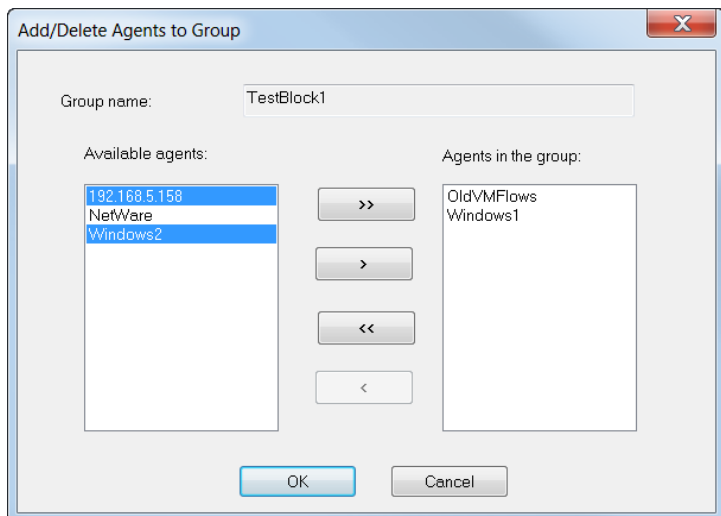 Add/Delete Agents to Group
X
Group name:
TestBlock1
Available agents:
Agents in the group:
192.168.5.158
NetWare
Windows2
>>
>
<<
<
OldVMFlows
Windows1
OK
Cancel